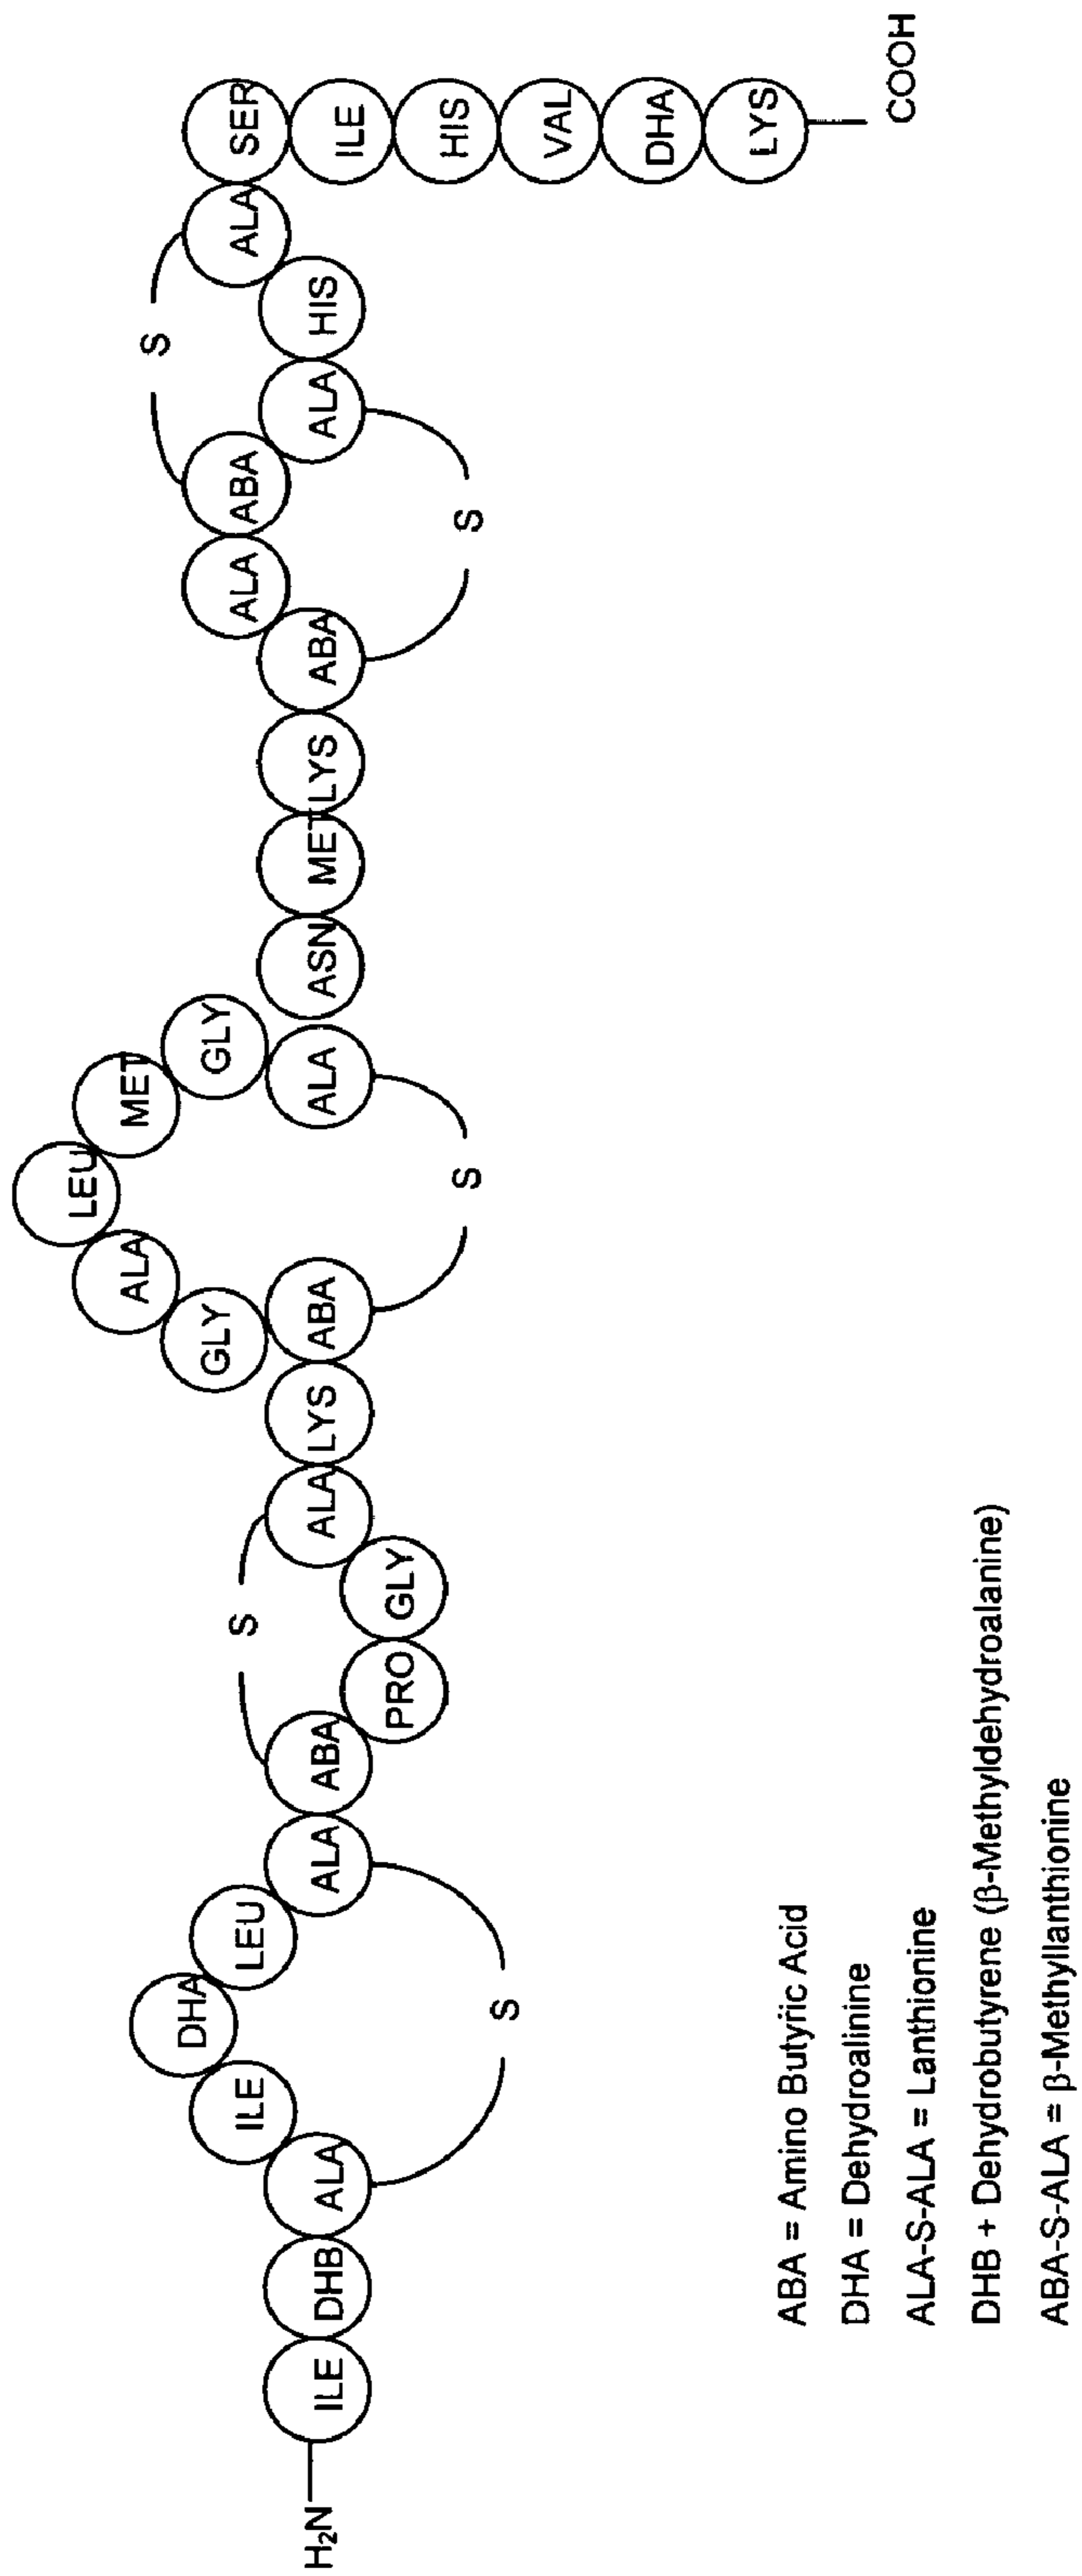 H₂N
ILE
DHB
ALA
ILE
DHA
LEU
ALA
S
ABA
PRO
GLY
ALA
S
LYS
ABA
GLY
ALA
LEU
MET
GLY
ALA
S
ASN
MET
LYS
ABA
ALA
ABA
ALA
S
HIS
ALA
S
SER
ILE
HIS
VAL
DHA
LYS
COOH
ABA = Amino Butyric Acid
DHA = Dehydroalinine
ALA-S-ALA = Lanthionine
DHB + Dehydrobutyrene (β-Methyldehydroalanine)
ABA-S-ALA = β-Methyllanthionine